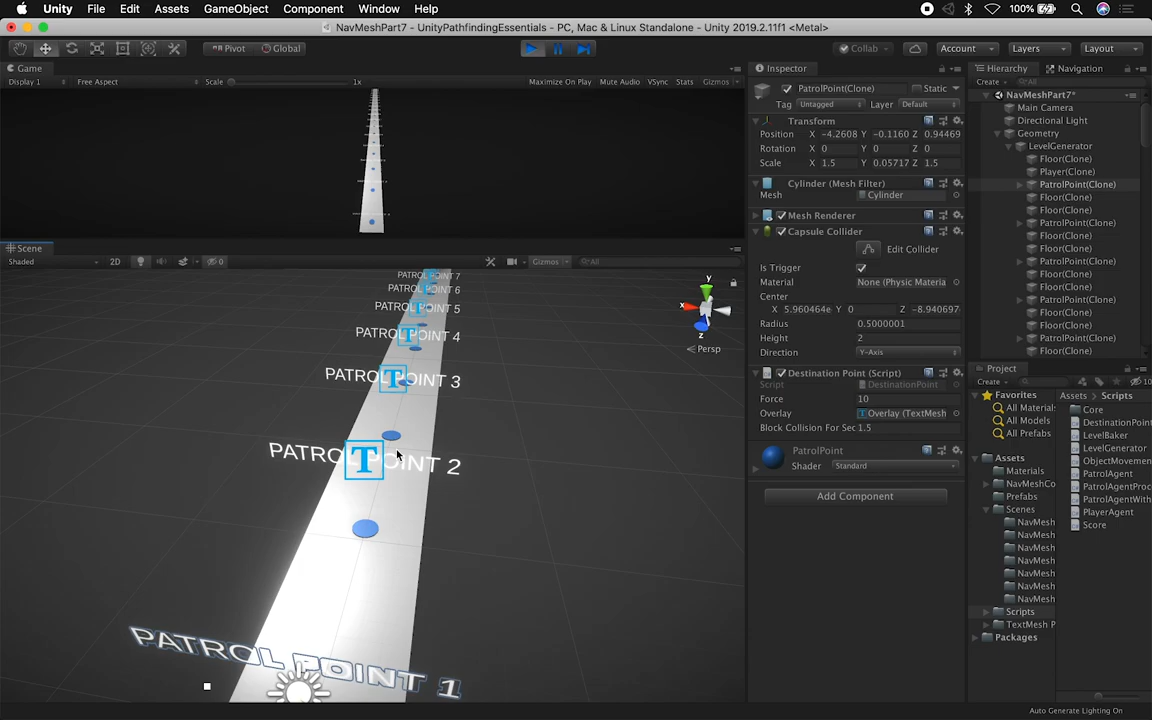 Unity File Edit Assets GameObject Component Window Help 100%
NavMeshPart7 - UnityPathfindingEssentials - PC, Mac & Linux Standalone - Unity 2019.2.11f1 <Metal>
Pivot Global Collab Account Layers Layout
Game
Display 1 Free Aspect Scale 1x Maximize On Play Mute Audio VSync Stats Gizmos
Scene
Shaded 2D 0 Gizmos All
PATROL POINT 7
PATROL POINT 6
PATROL POINT 5
PATROL POINT 4
PATROL POINT 3
PATROL POINT 2
PATROL POINT 1
T
y
x
z
Persp
Inspector
PatrolPoint(Clone) Static
Tag Untagged Layer Default
Transform
Position X -4.2608 Y -0.1160 Z 0.94469
Rotation X 0 Y 0 Z 0
Scale X 1.5 Y 0.05717 Z 1.5
Cylinder (Mesh Filter)
Mesh Cylinder
Mesh Renderer
Capsule Collider
Edit Collider
Is Trigger
Material None (Physic Materia
Center
X 5.960464e Y 0 Z -8.940697
Radius 0.5000001
Height 2
Direction Y-Axis
Destination Point (Script)
Script DestinationPoint
Force 10
Overlay Overlay (TextMesh
Block Collision For Sec 1.5
PatrolPoint
Shader Standard
Add Component
Hierarchy Navigation
Create All
NavMeshPart7*
Main Camera
Directional Light
Geometry
LevelGenerator
Floor(Clone)
Player(Clone)
PatrolPoint(Clone)
Floor(Clone)
Floor(Clone)
PatrolPoint(Clone)
Floor(Clone)
Floor(Clone)
PatrolPoint(Clone)
Floor(Clone)
Floor(Clone)
PatrolPoint(Clone)
Floor(Clone)
Floor(Clone)
PatrolPoint(Clone)
Floor(Clone)
Project
Create 10
Favorites
All Material
All Models
All Prefabs
Assets
Materials
NavMeshCo
Prefabs
Scenes
NavMesh
NavMesh
NavMesh
NavMesh
NavMesh
NavMesh
NavMesh
Scripts
TextMesh P
Packages
Assets Scripts
Core
DestinationPoin
LevelBaker
LevelGenerator
ObjectMovemen
PatrolAgent
PatrolAgentProc
PatrolAgentWith
PlayerAgent
Score
Auto Generate Lighting On